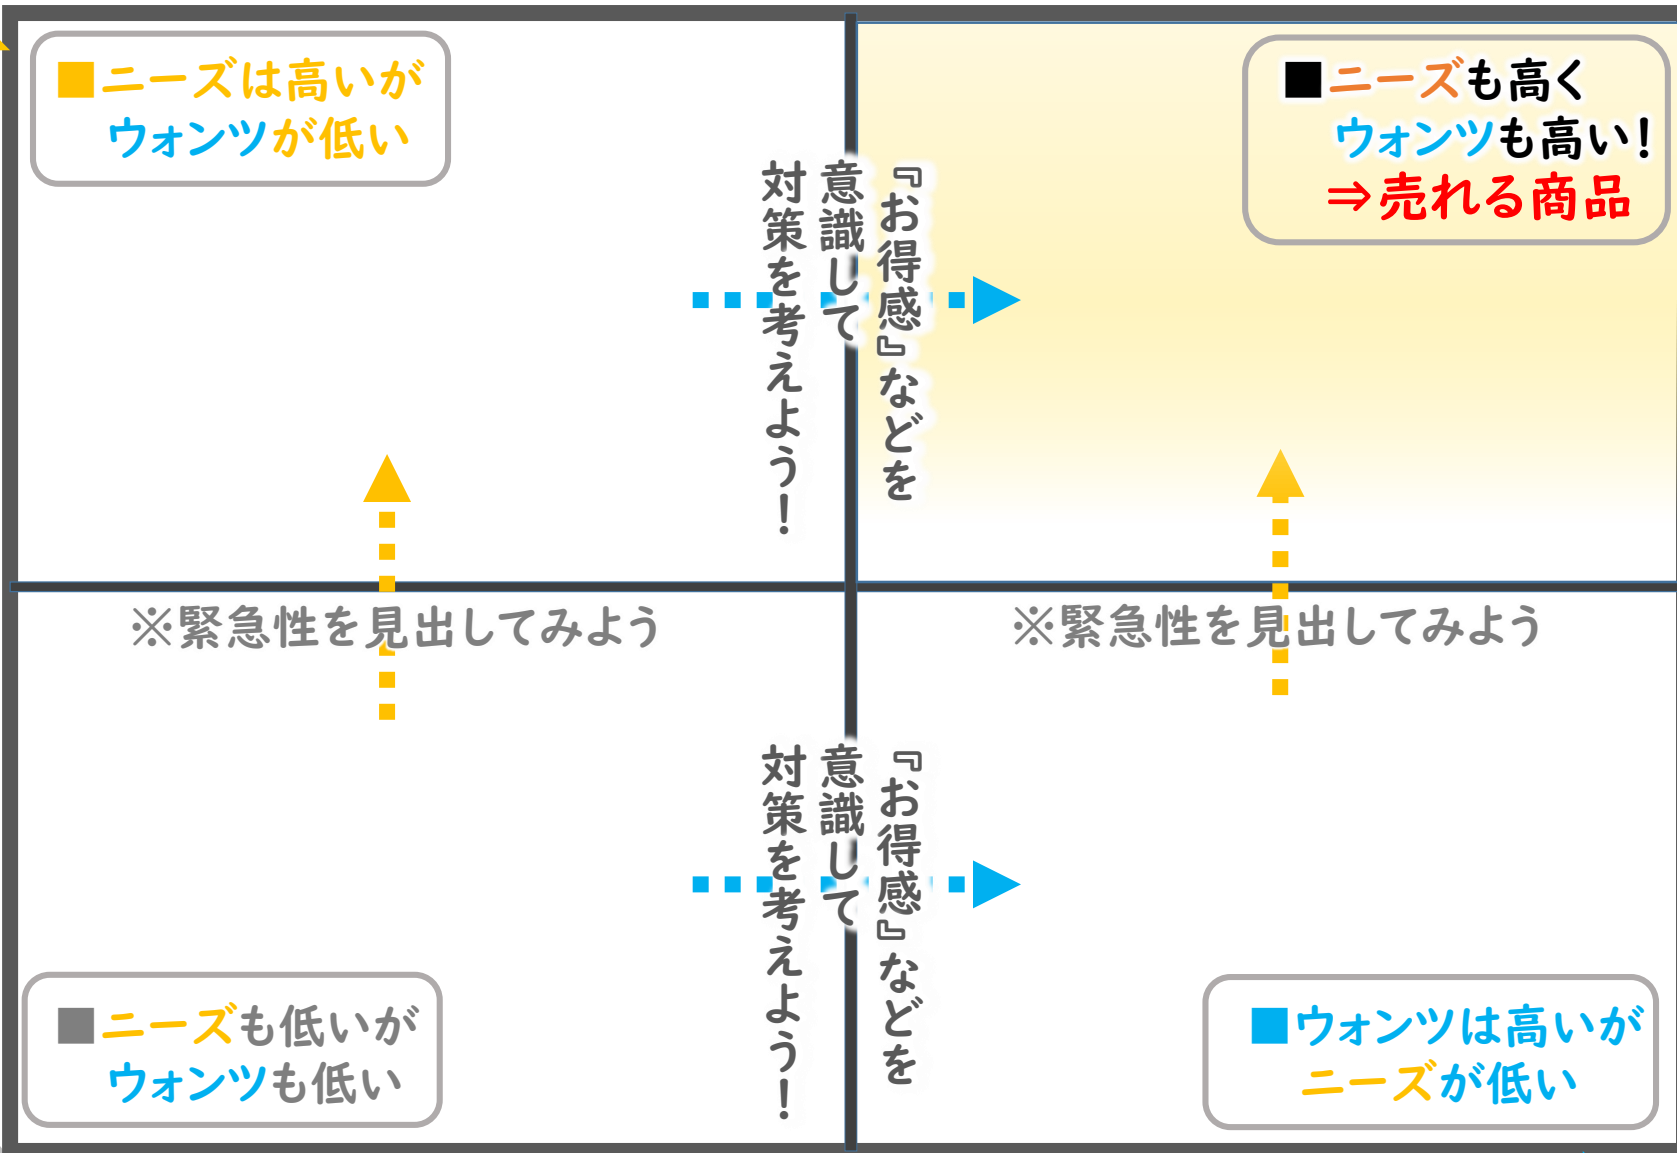 ■ニーズは高いが
ウォンツが低い
■ニーズも高く
ウォンツも高い！
⇒売れる商品
『お得感』などを
意識して
対策を考えよう！
※緊急性を見出してみよう
※緊急性を見出してみよう
『お得感』などを
意識して
対策を考えよう！
■ニーズも低いが
ウォンツも低い
■ウォンツは高いが
ニーズが低い